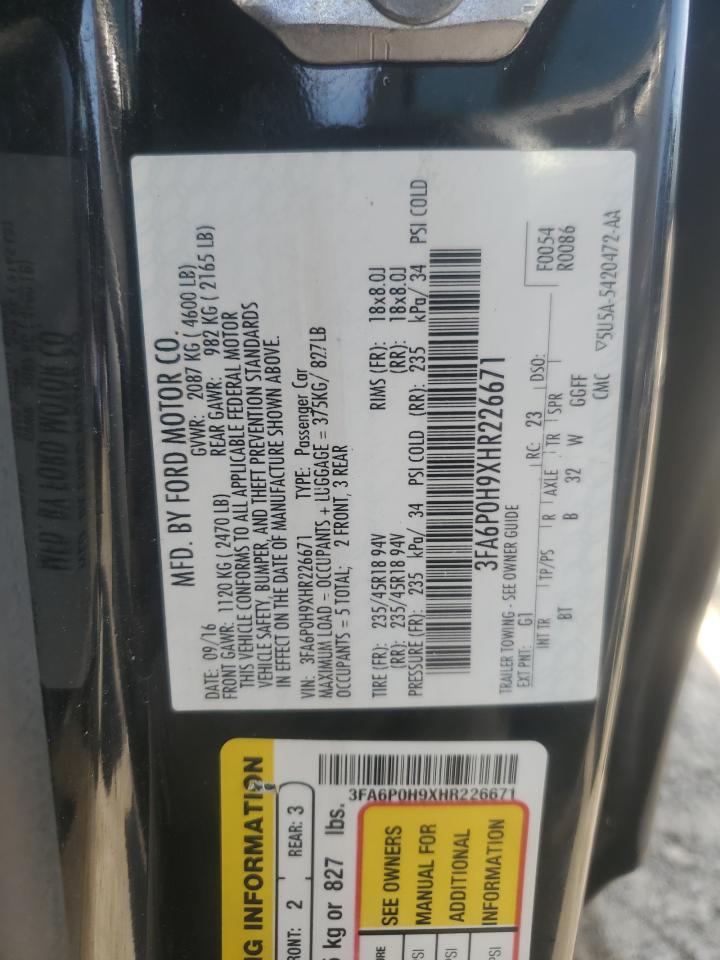 MFD. BY FORD MOTOR CO.
DATE: 09/16 GVWR: 2087 KG ( 4600 LB)
FRONT GAWR: 1120 KG ( 2470 LB) REAR GAWR: 982 KG ( 2165 LB)
THIS VEHICLE CONFORMS TO ALL APPLICABLE FEDERAL MOTOR
VEHICLE SAFETY, BUMPER, AND THEFT PREVENTION STANDARDS
IN EFFECT ON THE DATE OF MANUFACTURE SHOWN ABOVE.
VIN: 3FA6P0H9XHR226671 TYPE: Passenger Car
MAXIMUM LOAD = OCCUPANTS + LUGGAGE = 375KG/ 827LB
OCCUPANTS = 5 TOTAL; 2 FRONT, 3 REAR
TIRE (FR): 235/45R18 94V RIMS (FR): 18x8.0J
(RR): 235/45R18 94V (RR): 18x8.0J
PRESSURE (FR): 235 kPa/ 34 PSI COLD (RR): 235 kPa/ 34 PSI COLD
3FA6P0H9XHR226671
TRAILER TOWING - SEE OWNER GUIDE F0054
EXT PNT: G1 RC: 23 DSO: R0086
INT TR TP/PS R AXLE TR SPR
BT B 32 W GGFF
CMC ▽5U5A-5420472-AA
NG INFORMATION
FRONT: 2 REAR: 3
kg or 827 lbs.
3FA6P0H9XHR226671
SEE OWNERS
MANUAL FOR
ADDITIONAL
INFORMATION
PSI
PSI